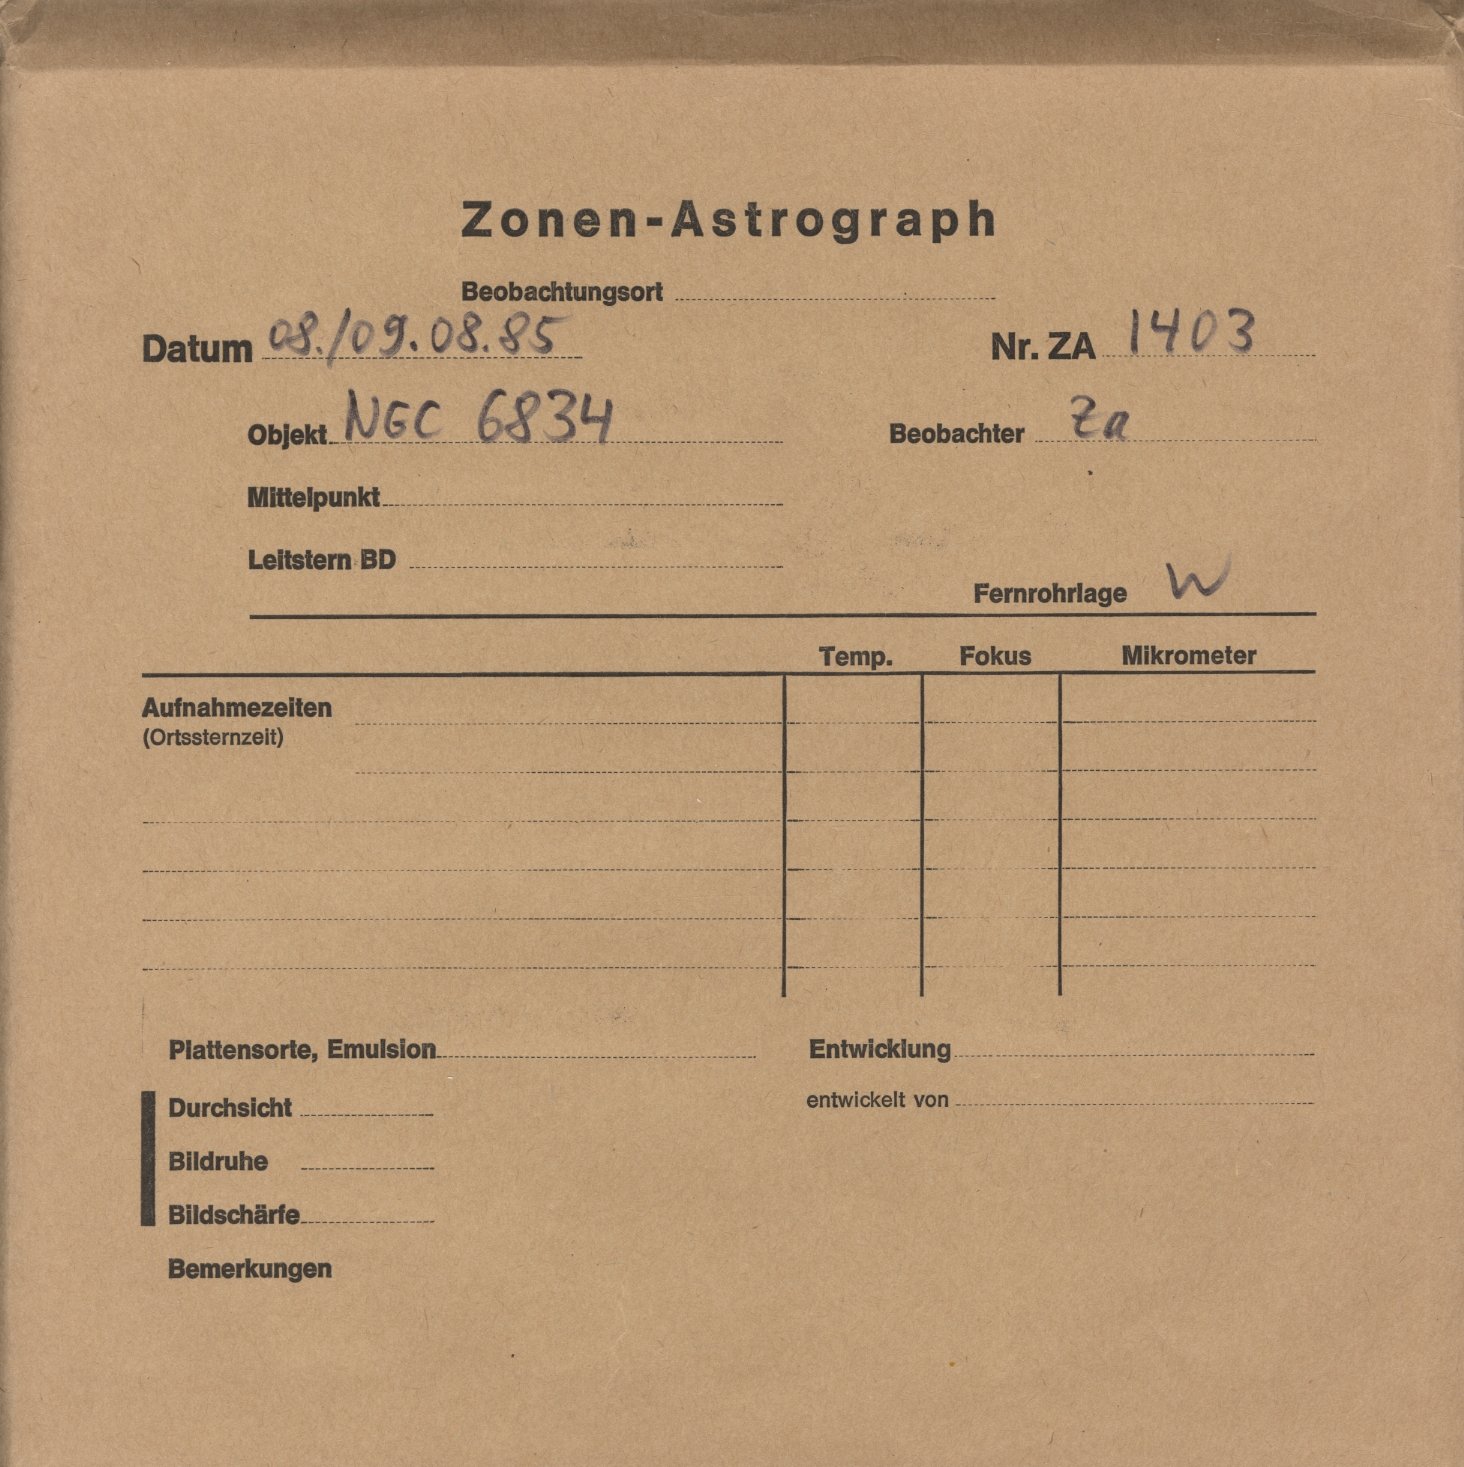 Zonen-Astrograph
Beobachtungsort
Datum 08./09.08.85 Nr. ZA 1403
Objekt NGC 6834 Beobachter Za
Mittelpunkt
Leitstern BD
Fernrohrlage W
Temp. Fokus Mikrometer
Aufnahmezeiten
(Ortssternzeit)
Plattensorte, Emulsion Entwicklung
Durchsicht entwickelt von
Bildruhe
Bildschärfe
Bemerkungen